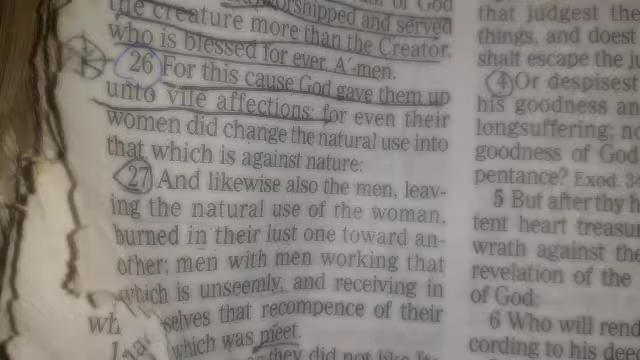 worshipped and served
the creature more than the Creator,
who is blessed for ever. A'-men.
26 For this cause God gave them up
unto vile affections: for even their
women did change the natural use into
that which is against nature:
27 And likewise also the men, leav-
ing the natural use of the woman,
burned in their lust one toward an-
other; men with men working that
which is unseemly, and receiving in
selves that recompence of their
wh which was meet.
they did not
that judgest the
things, and doest
shalt escape the
4 Or despisest
his goodness an
longsuffering; no
goodness of God
pentance? Exod.
5 But after thy h
tent heart treasu
wrath against the
revelation of the
of God;
6 Who will rend
cording to his dee